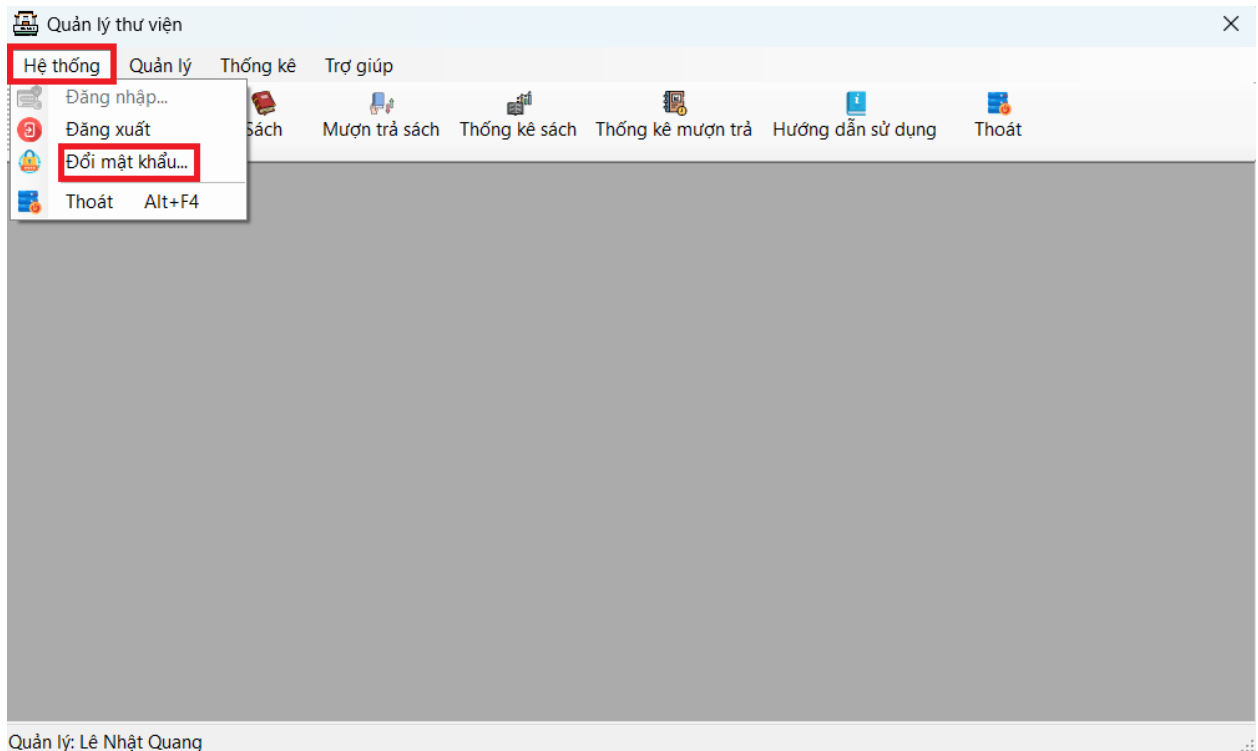 Quản lý thư viện
Hệ thống Quản lý Thống kê Trợ giúp
Đăng nhập...
Đăng xuất
Đổi mật khẩu...
Thoát Alt+F4
Sách Mượn trả sách Thống kê sách Thống kê mượn trả Hướng dẫn sử dụng Thoát
Quản lý: Lê Nhật Quang